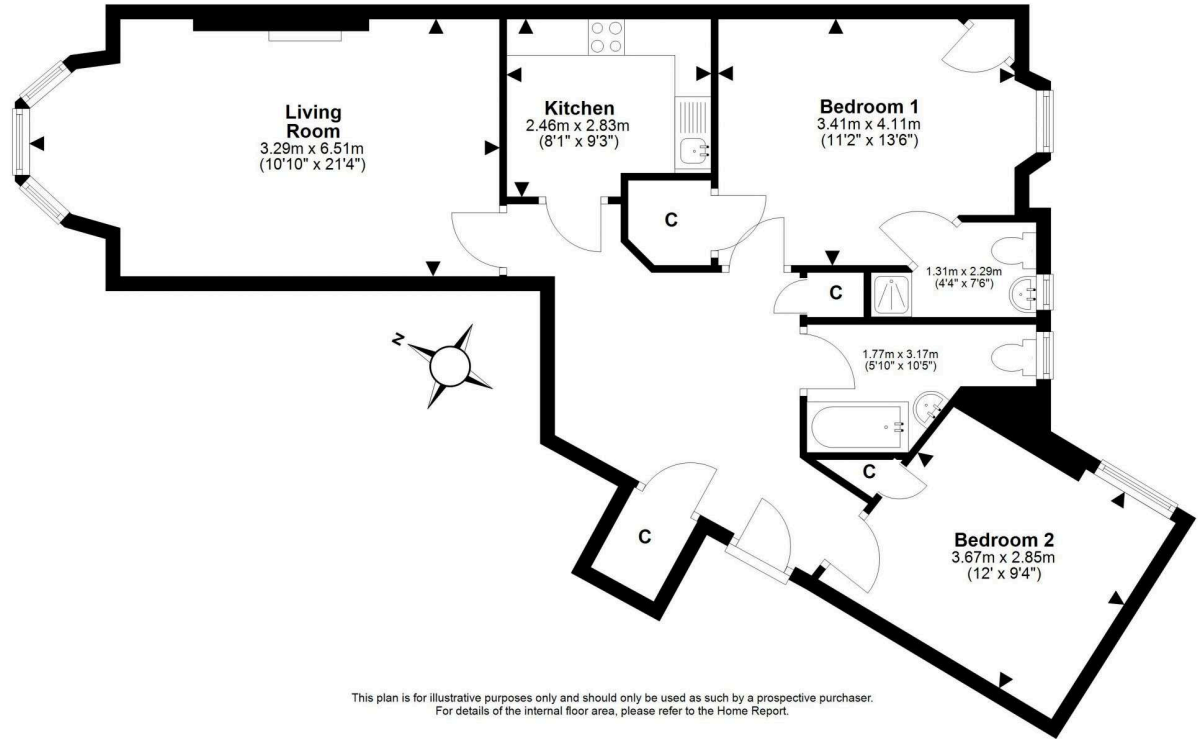 Living
Room
3.29m x 6.51m
(10'10" x 21'4")
Kitchen
2.46m x 2.83m
(8'1" x 9'3")
Bedroom 1
3.41m x 4.11m
(11'2" x 13'6")
C
1.31m x 2.29m
(4'4" x 7'6")
C
1.77m x 3.17m
(5'10" x 10'5")
N
C
C
Bedroom 2
3.67m x 2.85m
(12' x 9'4")
This plan is for illustrative purposes only and should only be used as such by a prospective purchaser.
For details of the internal floor area, please refer to the Home Report.